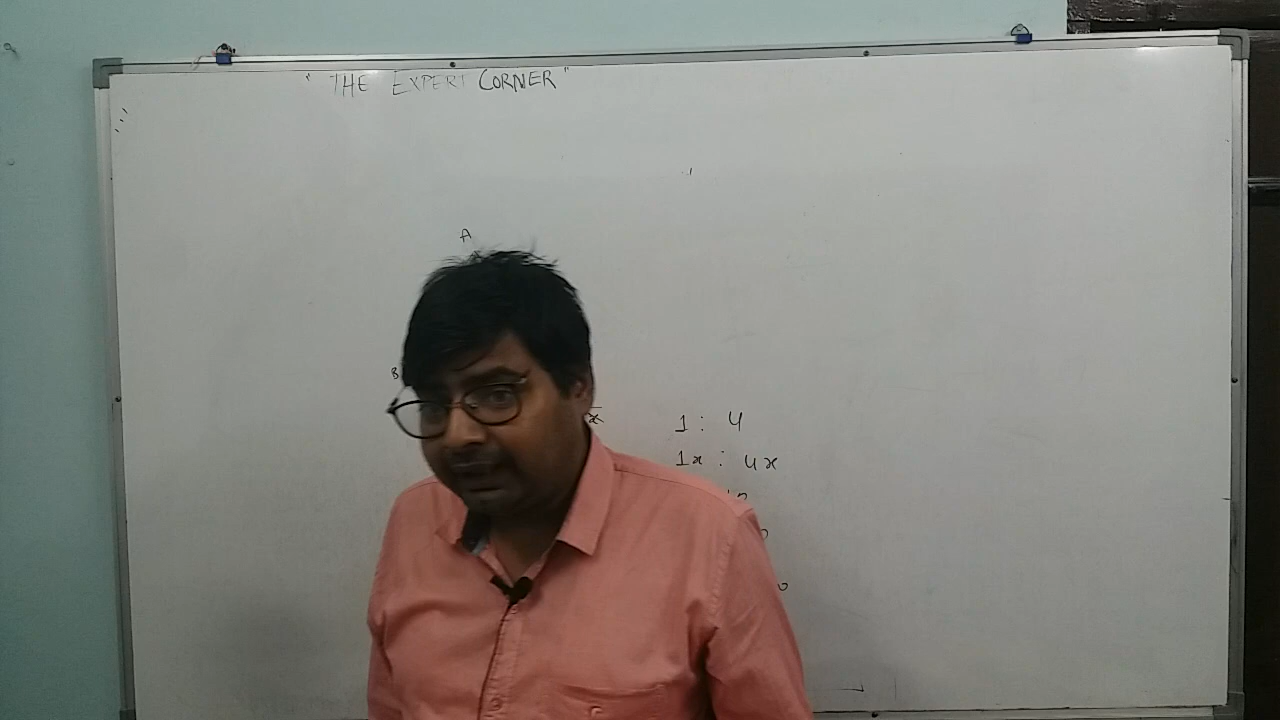 " THE EXPERT CORNER "
A
B
x
1 : 4
1x : 4x